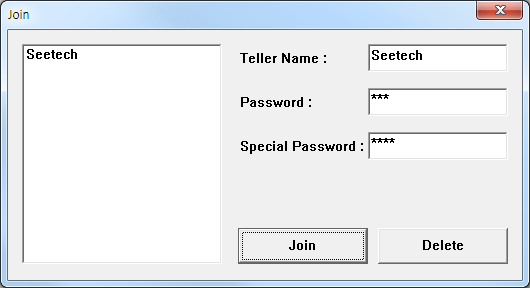 Join
Seetech
Teller Name : Seetech
Password : ***
Special Password : ****
Join Delete